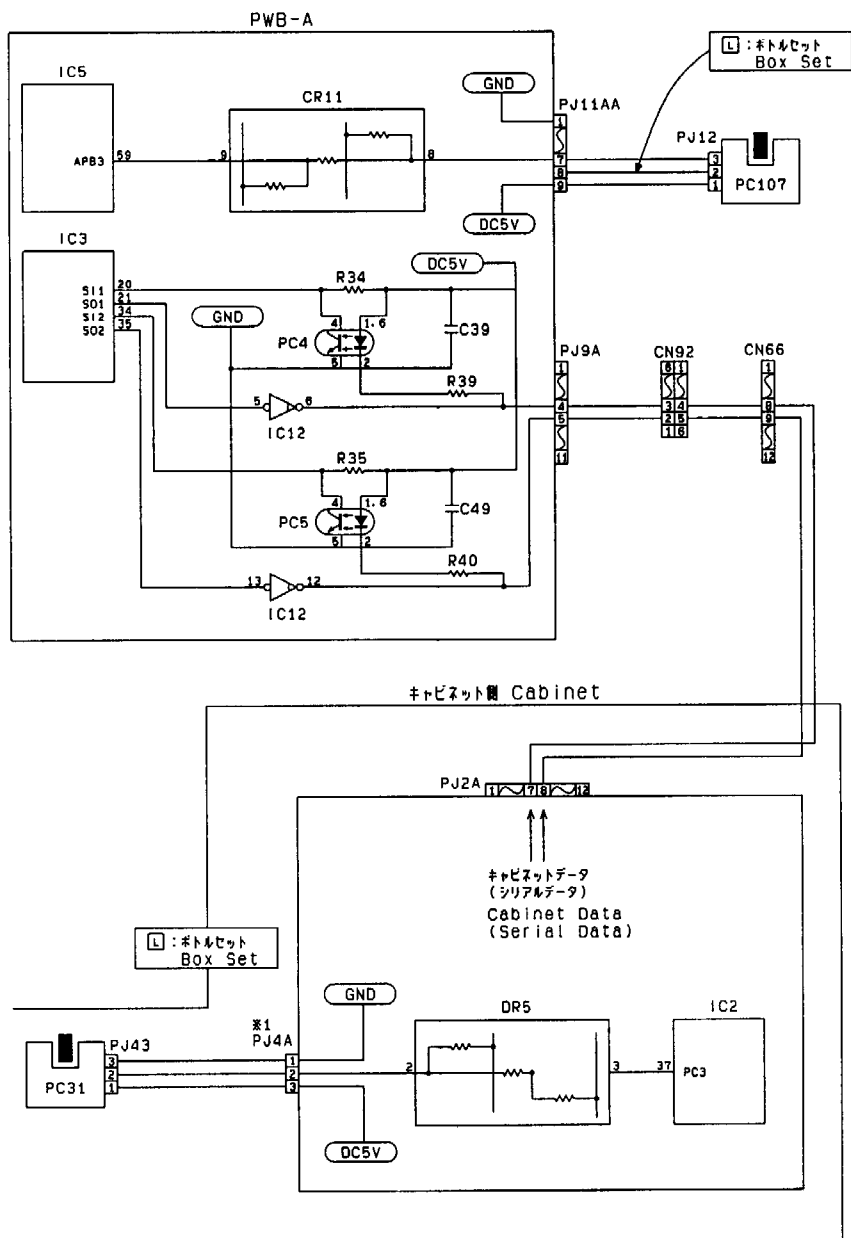 PWB-A
L :ボトルセット
Box Set
IC5
CR11
GND
PJ11AA
PJ12
APB3 59
9
8
1
7
8
9
3
2
1
PC107
DC5V
IC3
SI1 20
SO1 21
SI2 34
SO2 35
GND
DC5V
R34
4
1.6
PC4
5
2
C39
R39
5
6
IC12
PJ9A
1
4
5
11
CN92
6 1
3 4
2 5
1 6
CN66
1
8
9
12
R35
4
1.6
PC5
5
2
C49
R40
13
12
IC12
キャビネット側 Cabinet
PJ2A
1 7 8 12
キャビネットデータ
(シリアルデータ)
Cabinet Data
(Serial Data)
L :ボトルセット
Box Set
GND
DR5
IC2
※1
PJ4A
PJ43
3
2
1
PC31
1
2
3
2
3
37
PC3
DC5V